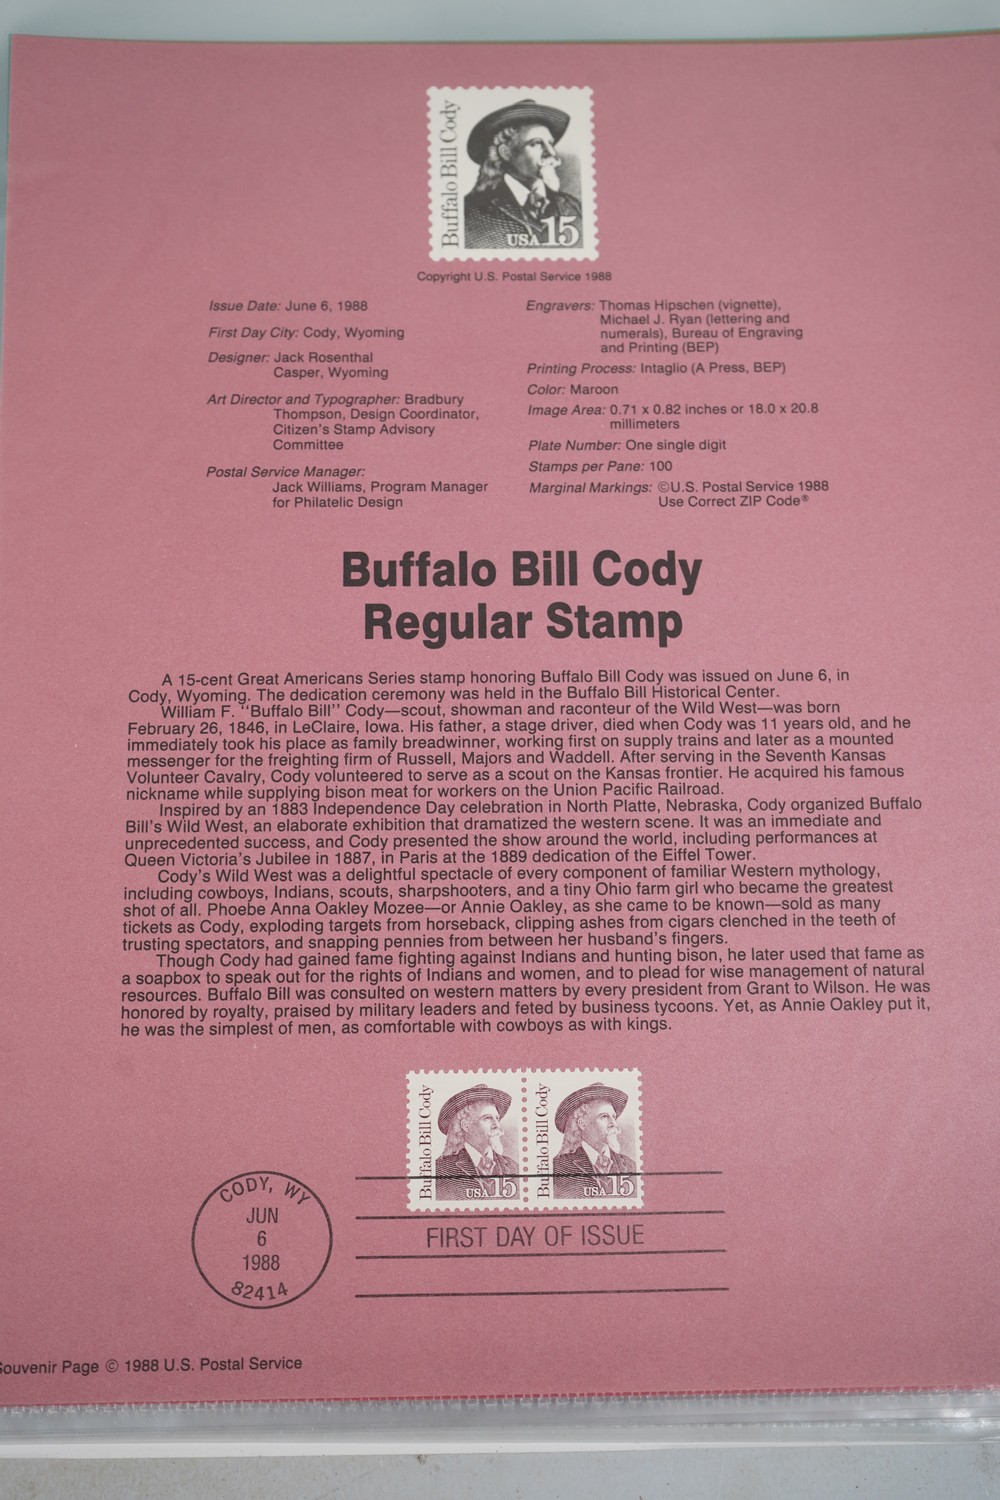 Buffalo Bill Cody
USA 15
Copyright U.S. Postal Service 1988
Issue Date: June 6, 1988
First Day City: Cody, Wyoming
Designer: Jack Rosenthal
Casper, Wyoming
Art Director and Typographer: Bradbury
Thompson, Design Coordinator,
Citizen's Stamp Advisory
Committee
Postal Service Manager:
Jack Williams, Program Manager
for Philatelic Design
Engravers: Thomas Hipschen (vignette),
Michael J. Ryan (lettering and
numerals), Bureau of Engraving
and Printing (BEP)
Printing Process: Intaglio (A Press, BEP)
Color: Maroon
Image Area: 0.71 x 0.82 inches or 18.0 x 20.8
millimeters
Plate Number: One single digit
Stamps per Pane: 100
Marginal Markings: ©U.S. Postal Service 1988
Use Correct ZIP Code®
Buffalo Bill Cody
Regular Stamp
A 15-cent Great Americans Series stamp honoring Buffalo Bill Cody was issued on June 6, in
Cody, Wyoming. The dedication ceremony was held in the Buffalo Bill Historical Center.
William F. "Buffalo Bill" Cody—scout, showman and raconteur of the Wild West—was born
February 26, 1846, in LeClaire, Iowa. His father, a stage driver, died when Cody was 11 years old, and he
immediately took his place as family breadwinner, working first on supply trains and later as a mounted
messenger for the freighting firm of Russell, Majors and Waddell. After serving in the Seventh Kansas
Volunteer Cavalry, Cody volunteered to serve as a scout on the Kansas frontier. He acquired his famous
nickname while supplying bison meat for workers on the Union Pacific Railroad.
Inspired by an 1883 Independence Day celebration in North Platte, Nebraska, Cody organized Buffalo
Bill's Wild West, an elaborate exhibition that dramatized the western scene. It was an immediate and
unprecedented success, and Cody presented the show around the world, including performances at
Queen Victoria's Jubilee in 1887, in Paris at the 1889 dedication of the Eiffel Tower.
Cody's Wild West was a delightful spectacle of every component of familiar Western mythology,
including cowboys, Indians, scouts, sharpshooters, and a tiny Ohio farm girl who became the greatest
shot of all. Phoebe Anna Oakley Mozee—or Annie Oakley, as she came to be known—sold as many
tickets as Cody, exploding targets from horseback, clipping ashes from cigars clenched in the teeth of
trusting spectators, and snapping pennies from between her husband's fingers.
Though Cody had gained fame fighting against Indians and hunting bison, he later used that fame as
a soapbox to speak out for the rights of Indians and women, and to plead for wise management of natural
resources. Buffalo Bill was consulted on western matters by every president from Grant to Wilson. He was
honored by royalty, praised by military leaders and feted by business tycoons. Yet, as Annie Oakley put it,
he was the simplest of men, as comfortable with cowboys as with kings.
Buffalo Bill Cody
USA 15
Buffalo Bill Cody
USA 15
CODY, WY
JUN
6
1988
82414
FIRST DAY OF ISSUE
Souvenir Page © 1988 U.S. Postal Service